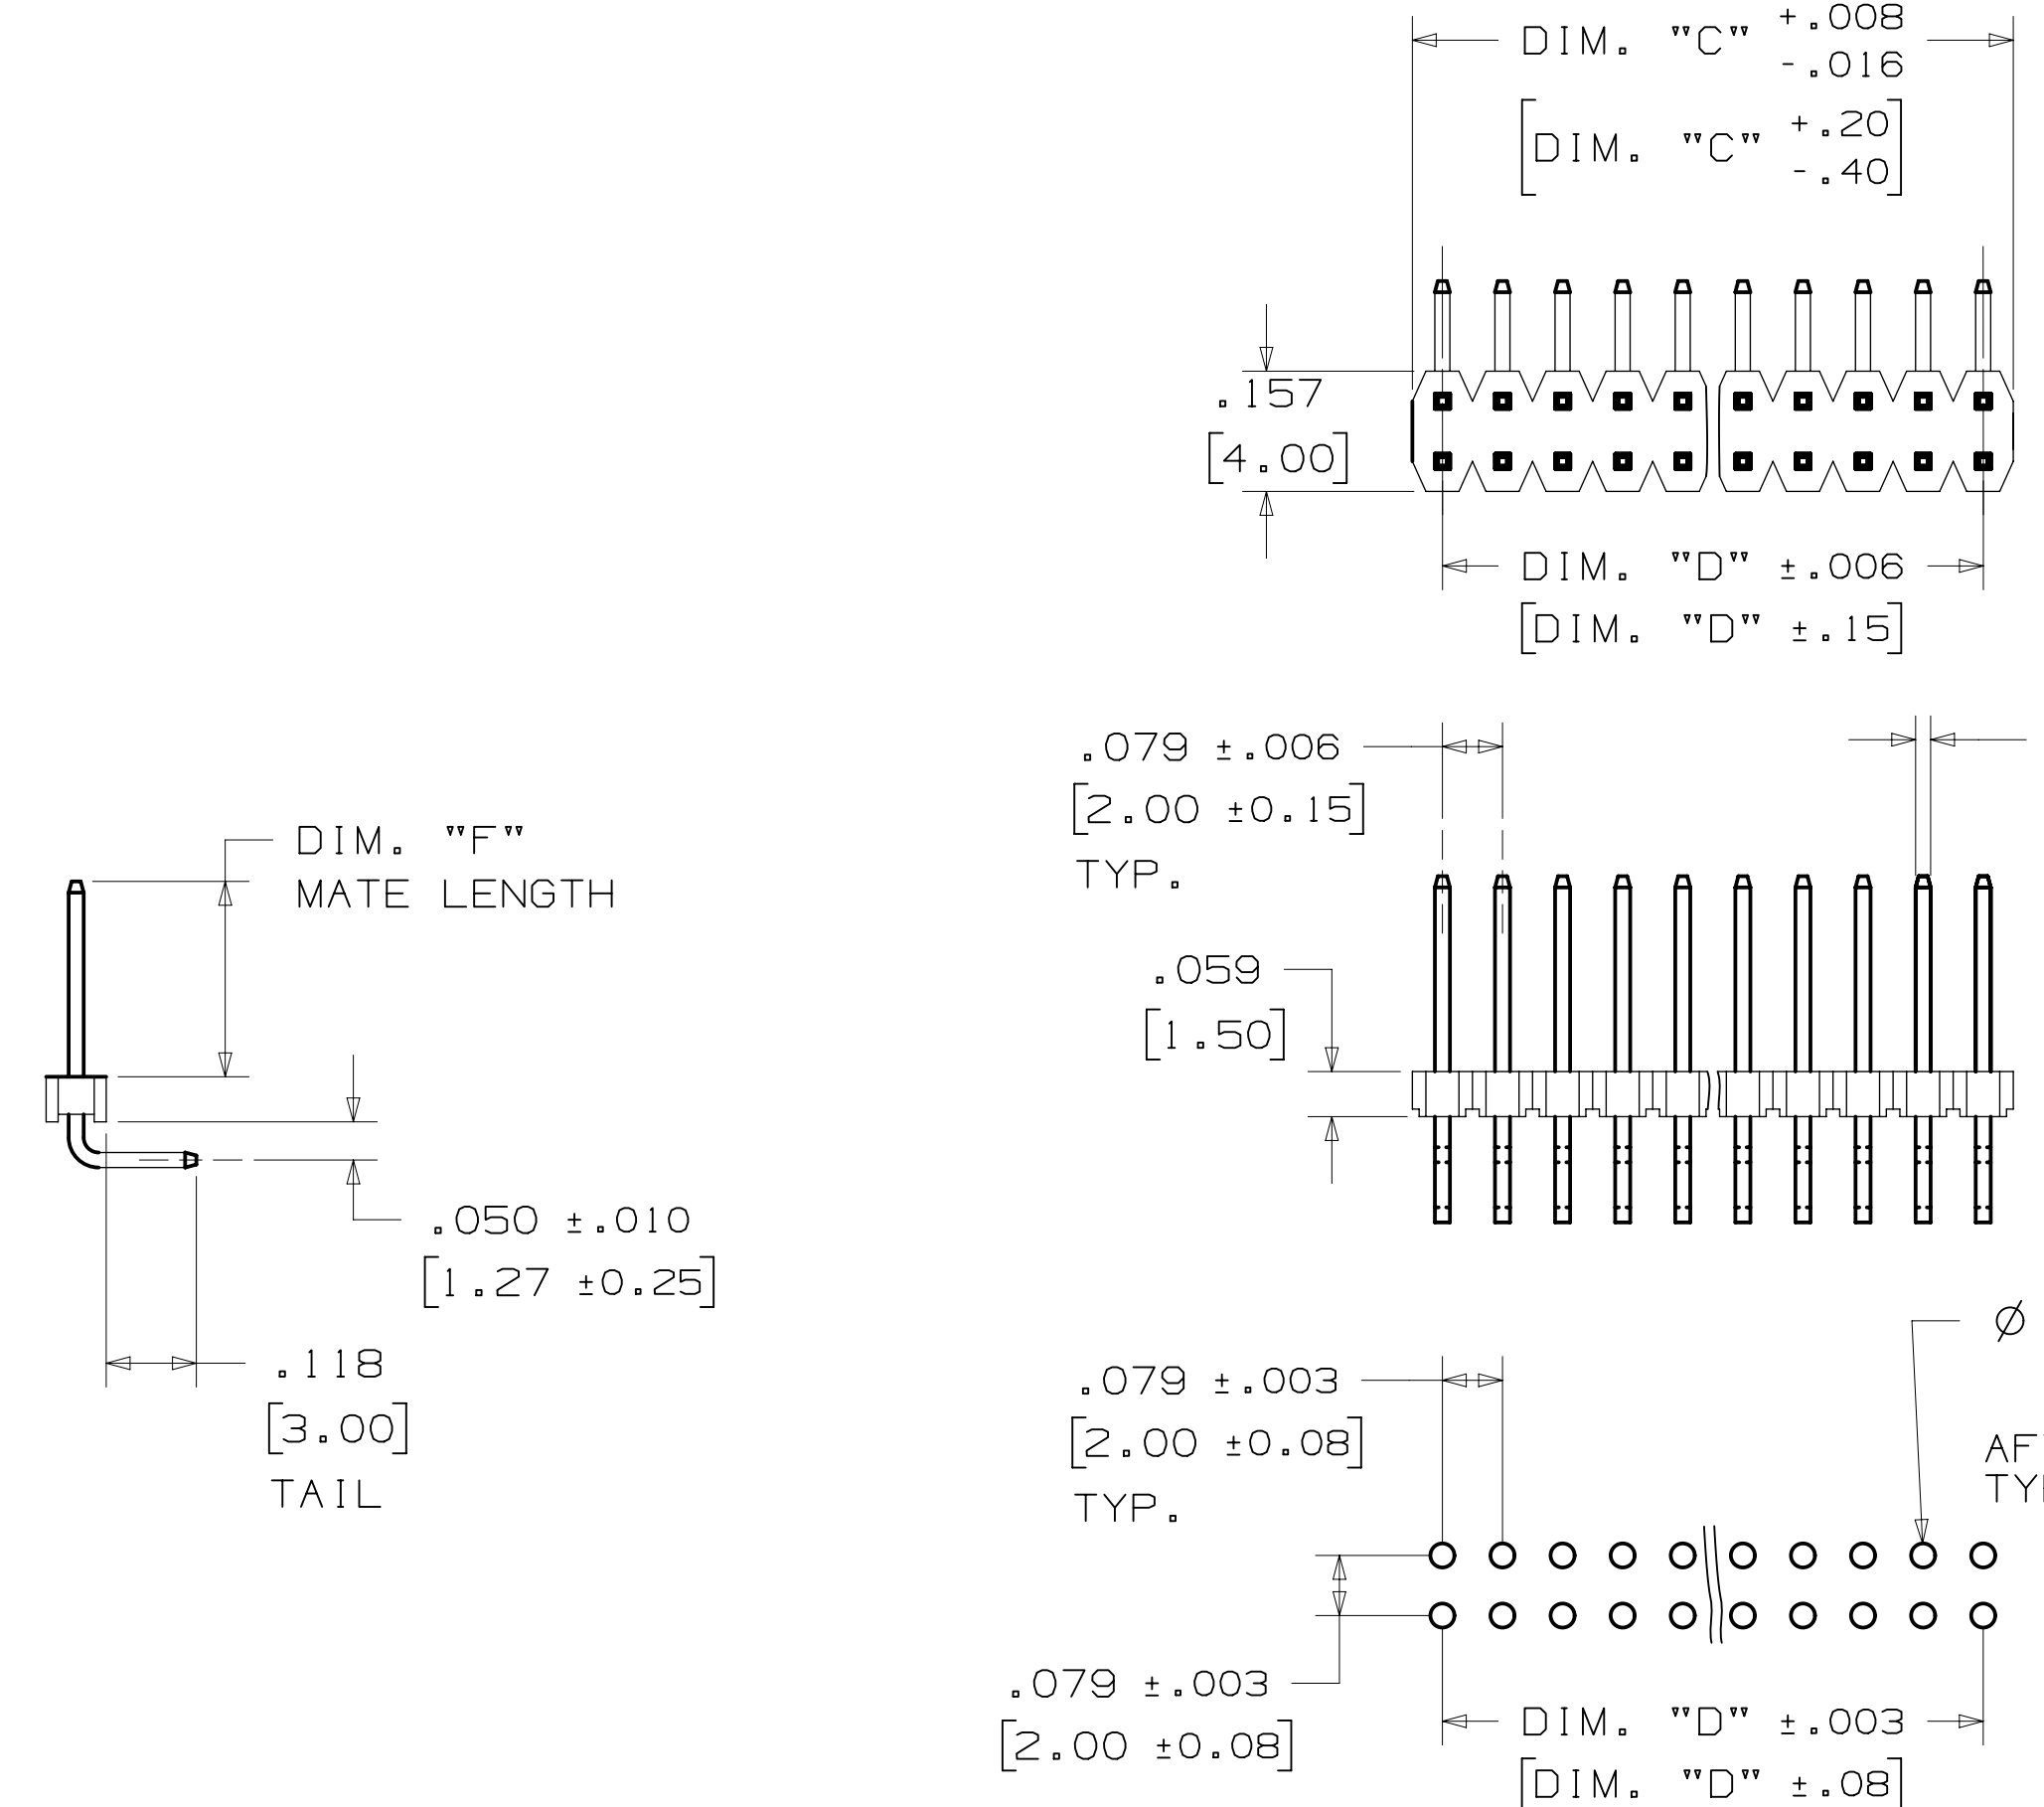 DIM. "C" +.008
-.016
[DIM. "C" +.20
-.40]
.157
[4.00]
DIM. "D" ±.006
[DIM. "D" ±.15]
.079 ±.006
[2.00 ±0.15]
TYP.
DIM. "F"
MATE LENGTH
.059
[1.50]
.050 ±.010
[1.27 ±0.25]
.118
[3.00]
TAIL
Ø
.079 ±.003
[2.00 ±0.08]
TYP.
.079 ±.003
[2.00 ±0.08]
DIM. "D" ±.003
[DIM. "D" ±.08]